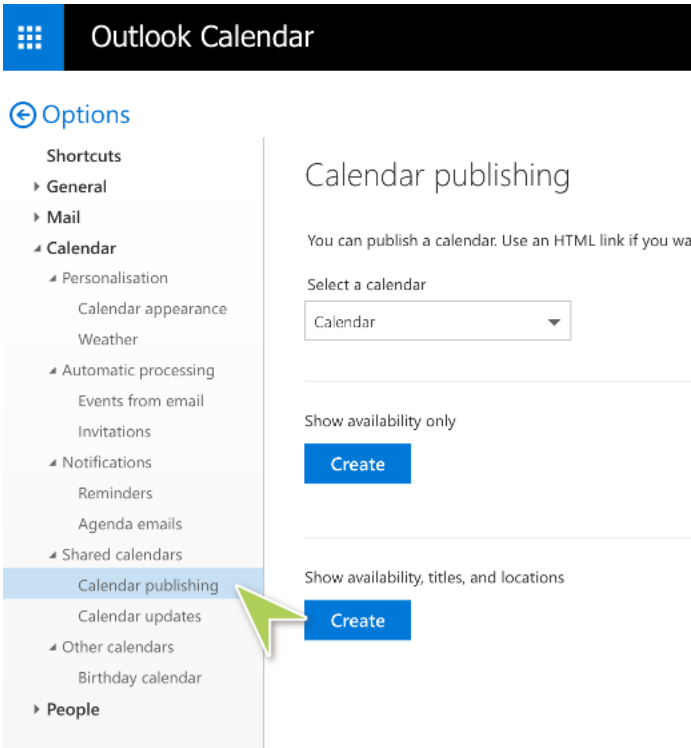 Outlook Calendar
Options
Shortcuts
General
Mail
Calendar
Personalisation
Calendar appearance
Weather
Automatic processing
Events from email
Invitations
Notifications
Reminders
Agenda emails
Shared calendars
Calendar publishing
Calendar updates
Other calendars
Birthday calendar
People
Calendar publishing
You can publish a calendar. Use an HTML link if you wa
Select a calendar
Calendar
Show availability only
Create
Show availability, titles, and locations
Create